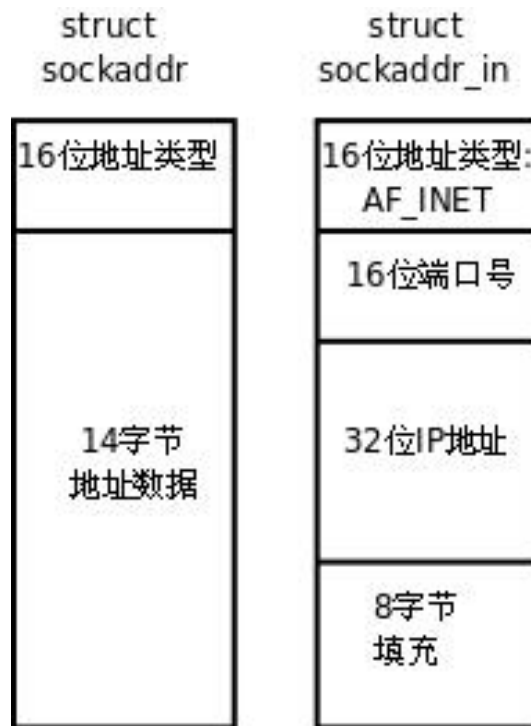 struct
sockaddr
16位地址类型
14字节
地址数据
struct
sockaddr_in
16位地址类型:
AF_INET
16位端口号
32位IP地址
8字节
填充